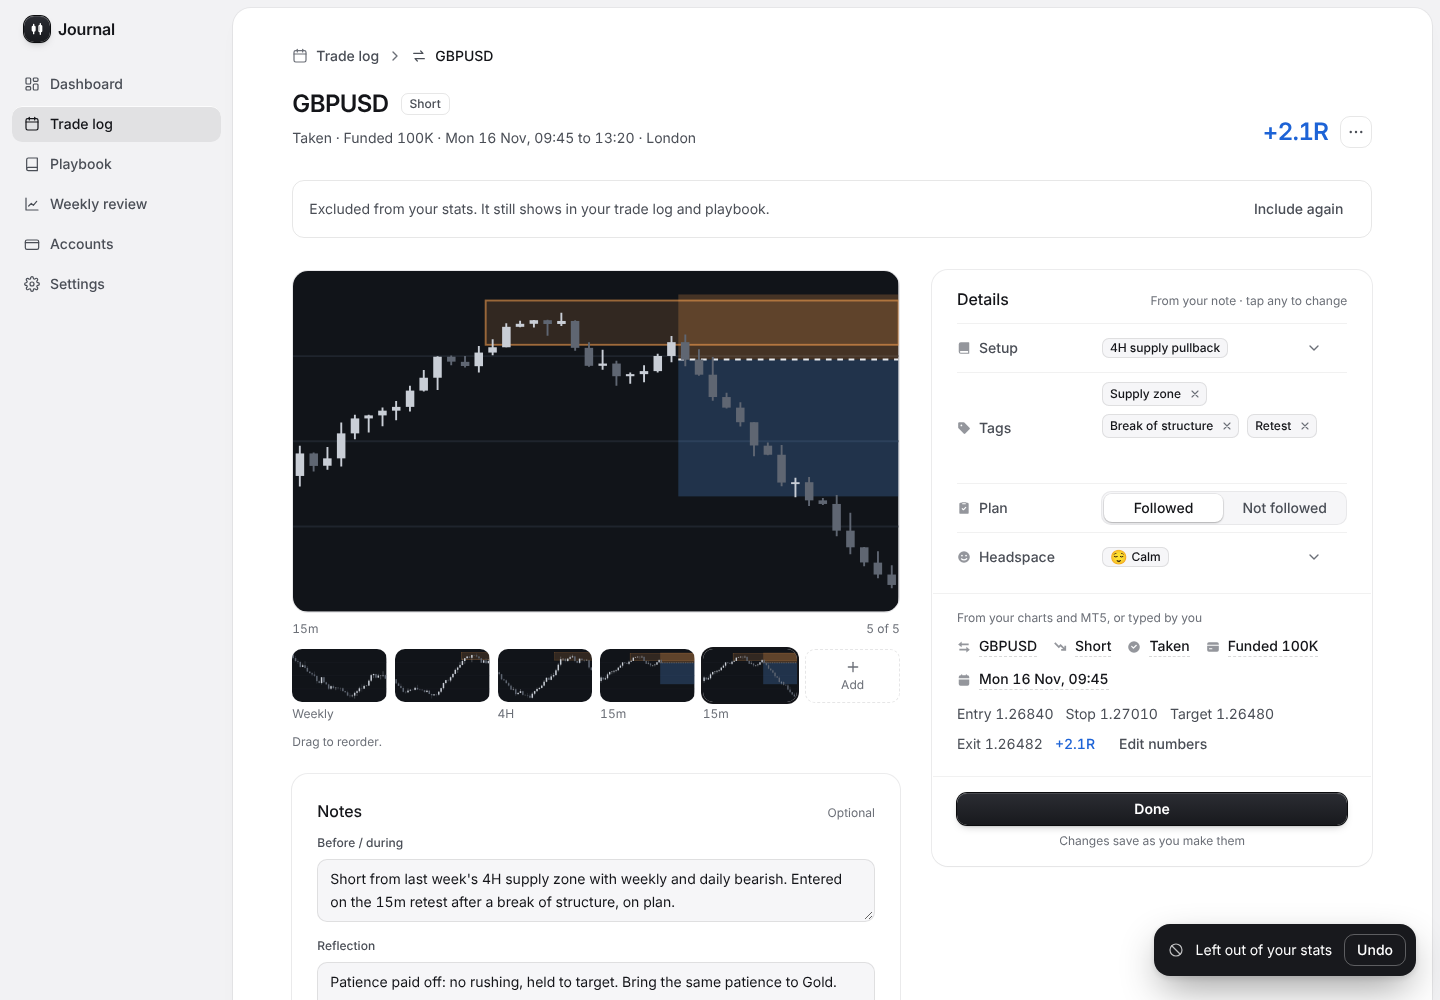 Journal
Dashboard
Trade log
Playbook
Weekly review
Accounts
Settings
Trade log > GBPUSD
GBPUSD Short
Taken · Funded 100K · Mon 16 Nov, 09:45 to 13:20 · London
+2.1R
Excluded from your stats. It still shows in your trade log and playbook.
Include again
15m
5 of 5
Add
Weekly
4H
15m
15m
Drag to reorder.
Notes
Optional
Before / during
Short from last week's 4H supply zone with weekly and daily bearish. Entered
on the 15m retest after a break of structure, on plan.
Reflection
Patience paid off: no rushing, held to target. Bring the same patience to Gold.
Details
From your note · tap any to change
Setup
4H supply pullback
Tags
Supply zone
Break of structure
Retest
Plan
Followed
Not followed
Headspace
😌 Calm
From your charts and MT5, or typed by you
GBPUSD Short Taken Funded 100K
Mon 16 Nov, 09:45
Entry 1.26840 Stop 1.27010 Target 1.26480
Exit 1.26482 +2.1R Edit numbers
Done
Changes save as you make them
Left out of your stats
Undo